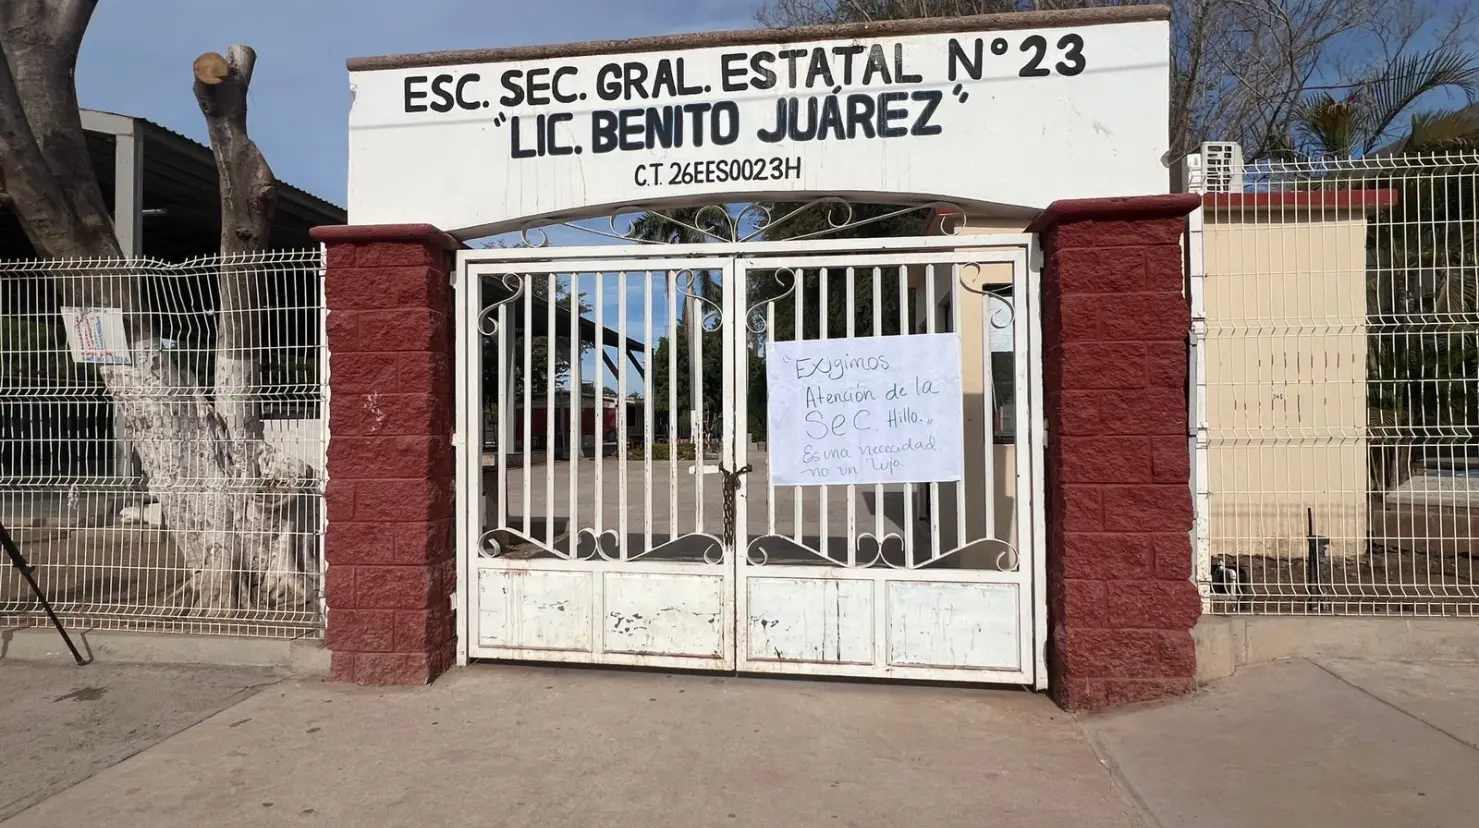 ESC. SEC. GRAL. ESTATAL N° 23
"LIC. BENITO JUÁREZ"
C.T. 26EES0023H
"Exigimos
Atención de la
Sec. Hillo."
Es una nececidad
no un lujo.